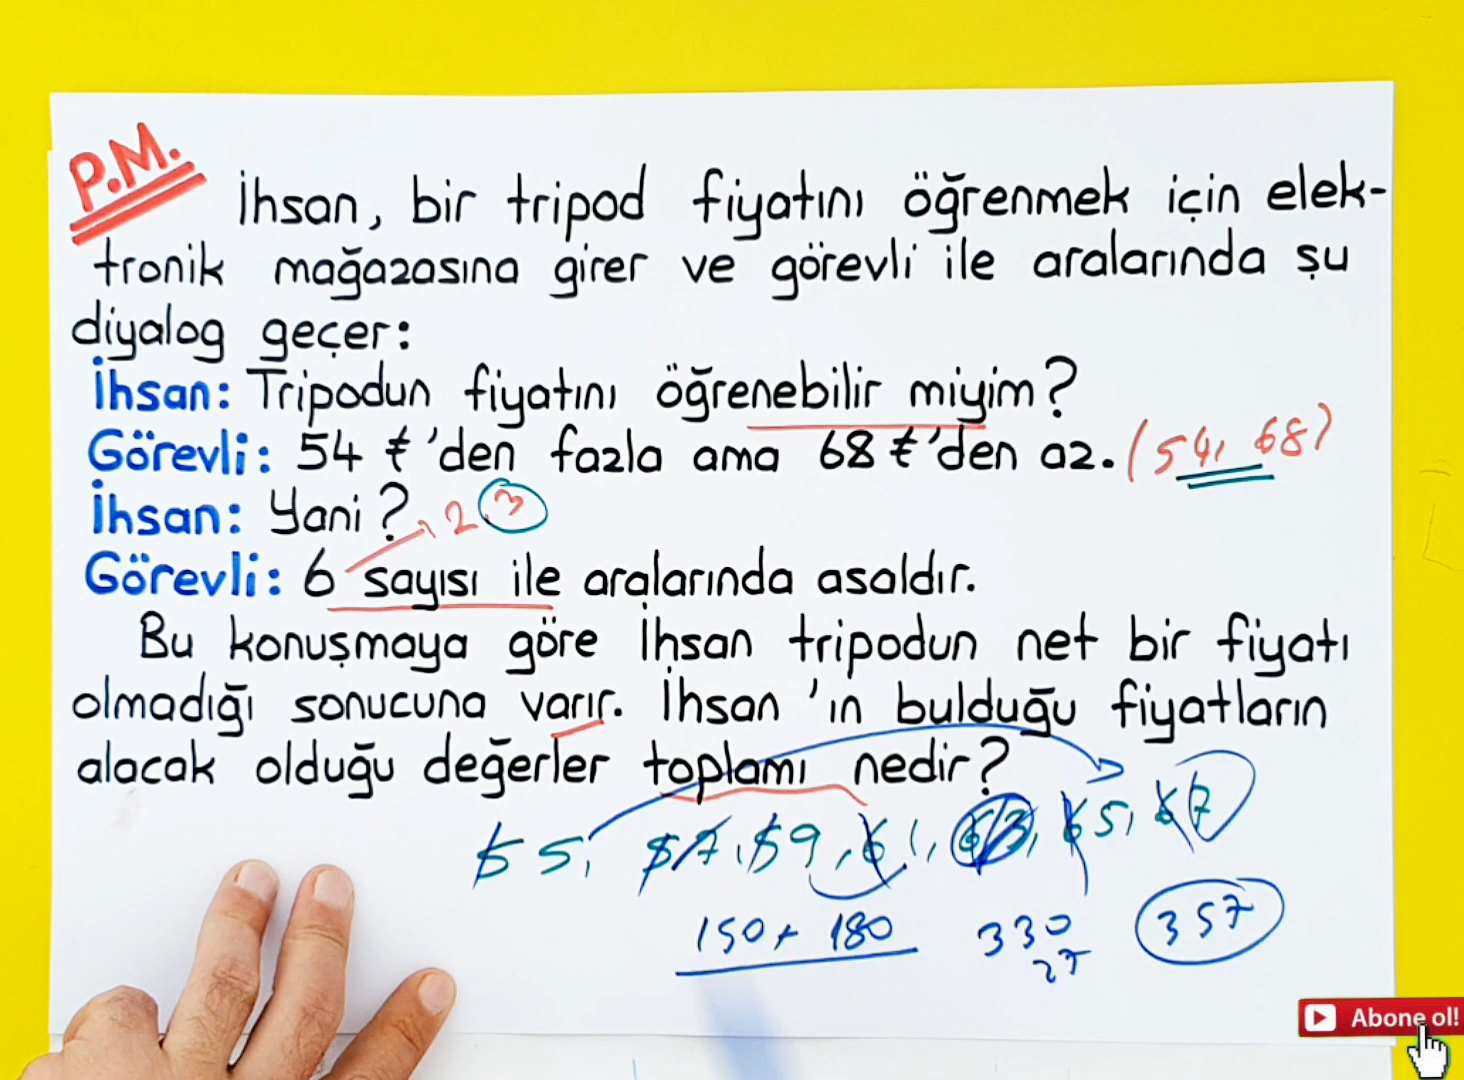 P.M.
İhsan, bir tripod fiyatını öğrenmek için elek-
tronik mağazasına girer ve görevli ile aralarında şu
diyalog geçer:
İhsan: Tripodun fiyatını öğrenebilir miyim?
Görevli: 54 ₺'den fazla ama 68 ₺'den az. (54, 68)
İhsan: Yani? 2 3
Görevli: 6 sayısı ile aralarında asaldır.
Bu konuşmaya göre İhsan tripodun net bir fiyatı
olmadığı sonucuna varır. İhsan'ın bulduğu fiyatların
alacak olduğu değerler toplamı nedir?
55, 57, 59, 61, 63, 65, 67
150 + 180 330 357
27
Abone ol!